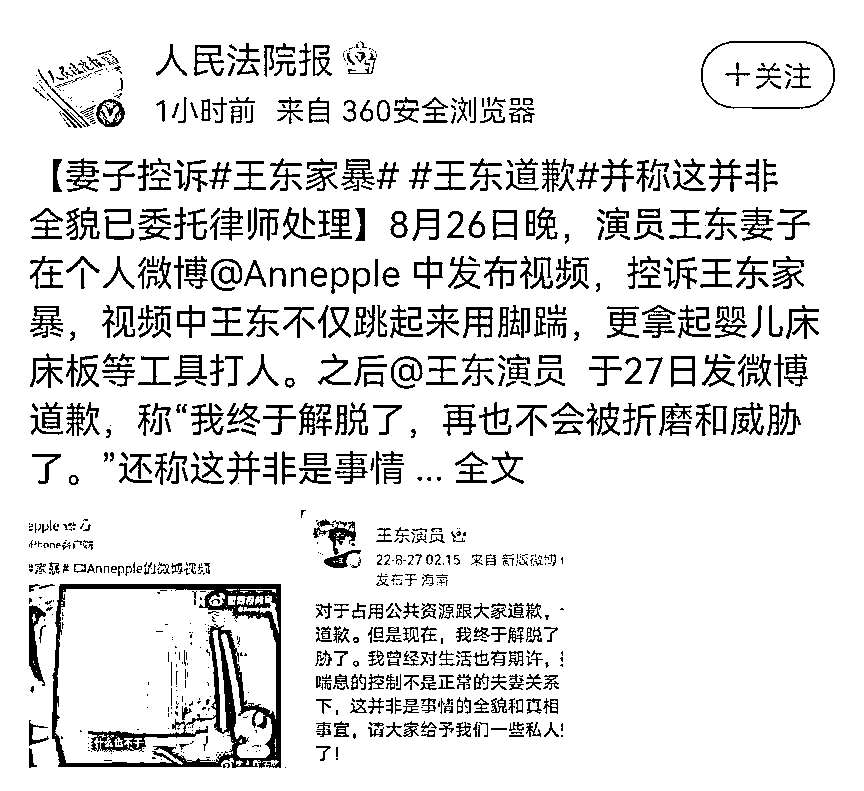 人民法院报
1小时前 来自 360安全浏览器
+关注
【妻子控诉#王东家暴# #王东道歉#并称这并非
全貌已委托律师处理】8月26日晚，演员王东妻子
在个人微博@Annepple 中发布视频，控诉王东家
暴，视频中王东不仅跳起来用脚踹，更拿起婴儿床
床板等工具打人。之后@王东演员 于27日发微博
道歉，称“我终于解脱了，再也不会被折磨和威胁
了。”还称这并非是事情 ... 全文
epple
iPhone客户端
#家暴# Annepple的微博视频
王东演员
22-8-27 02:15 来自 新版微博
发布于 海南
对于占用公共资源跟大家道歉，
道歉。但是现在，我终于解脱了
胁了。我曾经对生活也有期许，
喘息的控制不是正常的夫妻关系
下，这并非是事情的全貌和真相
事宜，请大家给予我们一些私人
了！